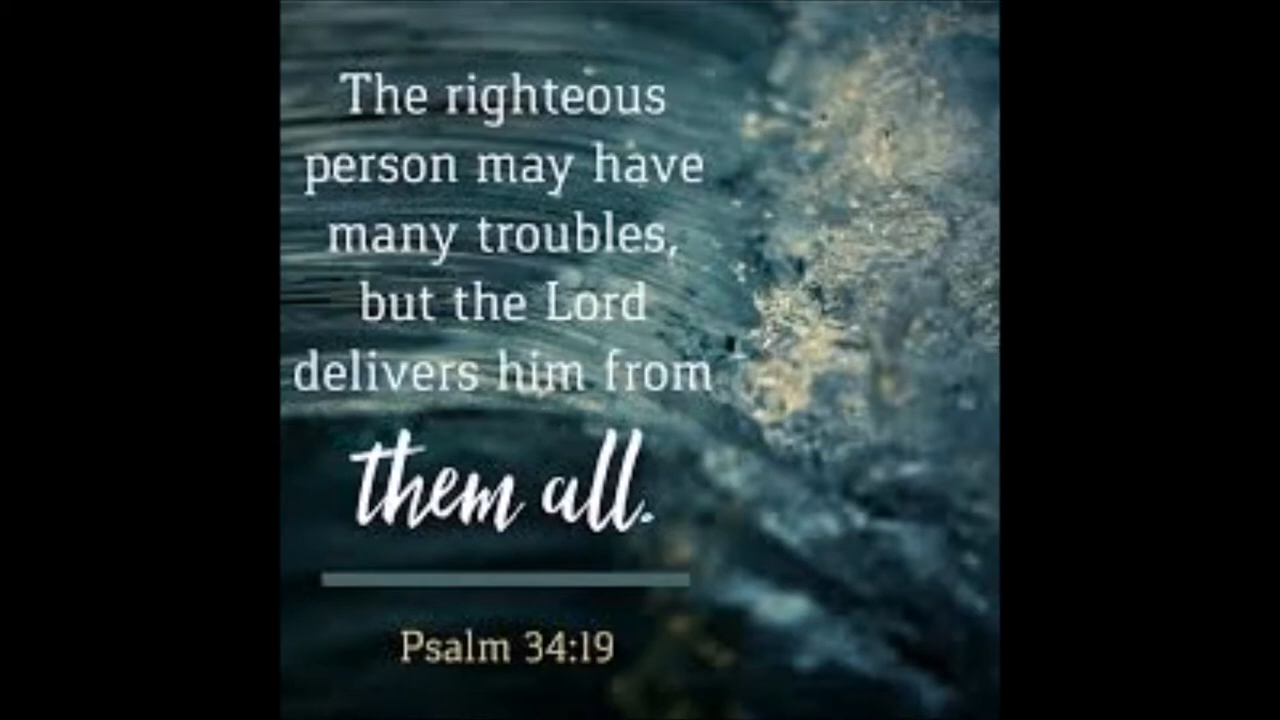 The righteous
person may have
many troubles,
but the Lord
delivers him from
them all.
Psalm 34:19